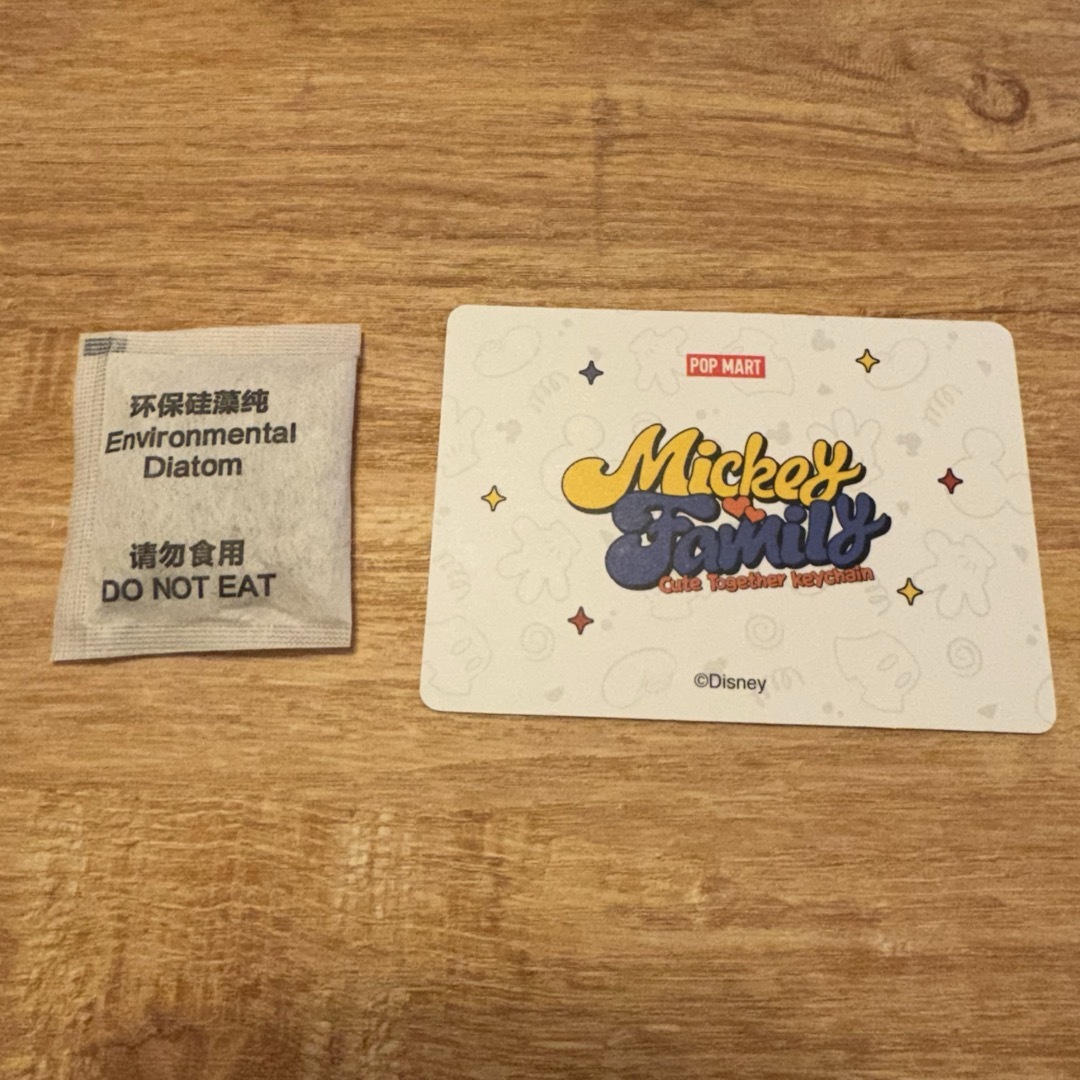 环保硅藻纯
Environmental
Diatom
请勿食用
DO NOT EAT
POP MART
Mickey
Family
Cute Together keychain
©Disney